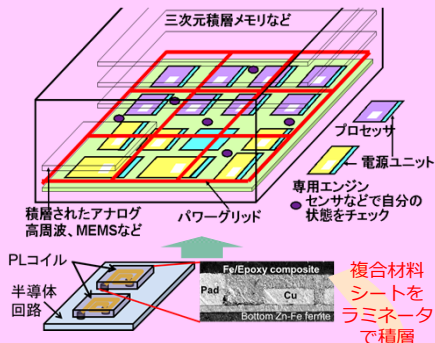 三次元積層メモリなど
プロセッサ
電源ユニット
専用エンジン
センサなどで自分の
状態をチェック
積層されたアナログ
高周波、MEMSなど
パワーグリッド
PLコイル
半導体
回路
Fe/Epoxy composite
Pad
Cu
Bottom Zn-Fe ferrite
複合材料
シートを
ラミネータ
で積層